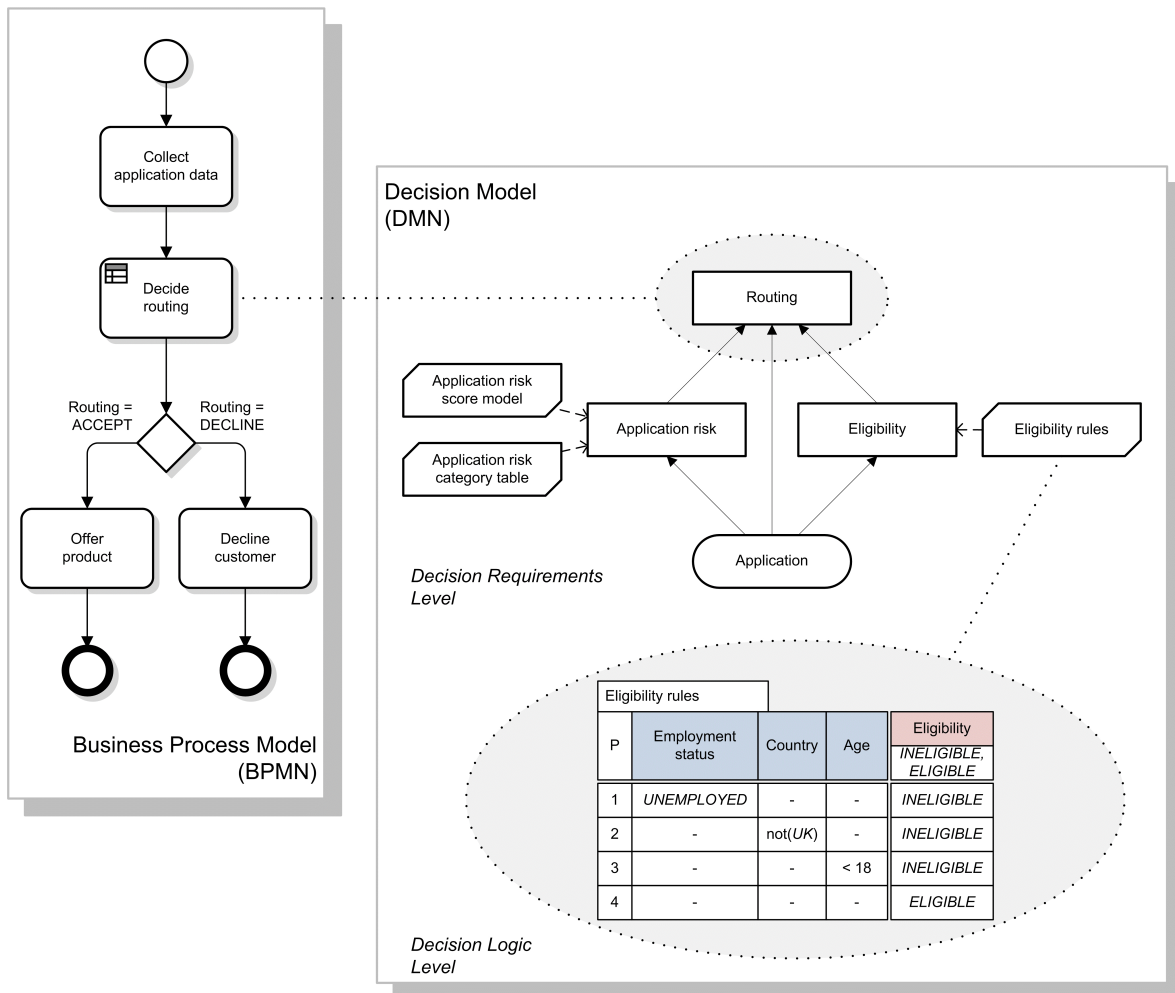 Collect
application data
Decide
routing
Routing =
ACCEPT
Routing =
DECLINE
Offer
product
Decline
customer
Business Process Model
(BPMN)
Decision Model
(DMN)
Routing
Application risk
score model
Application risk
category table
Application risk
Eligibility
Eligibility rules
Application
Decision Requirements
Level
Eligibility rules
P Employment status Country Age Eligibility
INELIGIBLE,
ELIGIBLE
1 UNEMPLOYED - - INELIGIBLE
2 - not(UK) - INELIGIBLE
3 - - < 18 INELIGIBLE
4 - - - ELIGIBLE
Decision Logic
Level